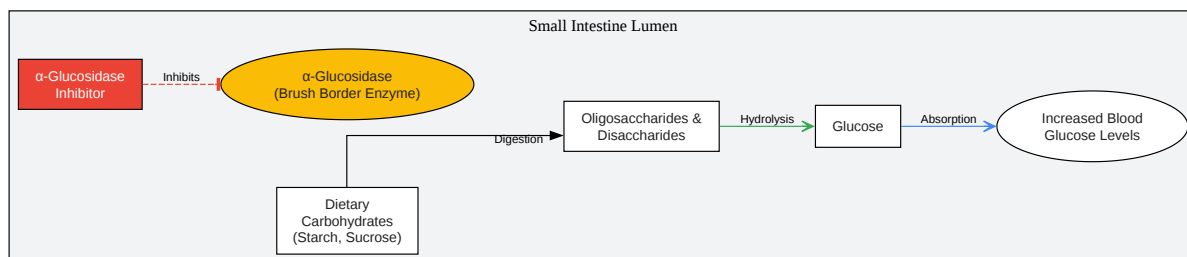 Small Intestine Lumen
α-Glucosidase
Inhibitor
Inhibits
α-Glucosidase
(Brush Border Enzyme)
Dietary
Carbohydrates
(Starch, Sucrose)
Digestion
Oligosaccharides &
Disaccharides
Hydrolysis
Glucose
Absorption
Increased Blood
Glucose Levels